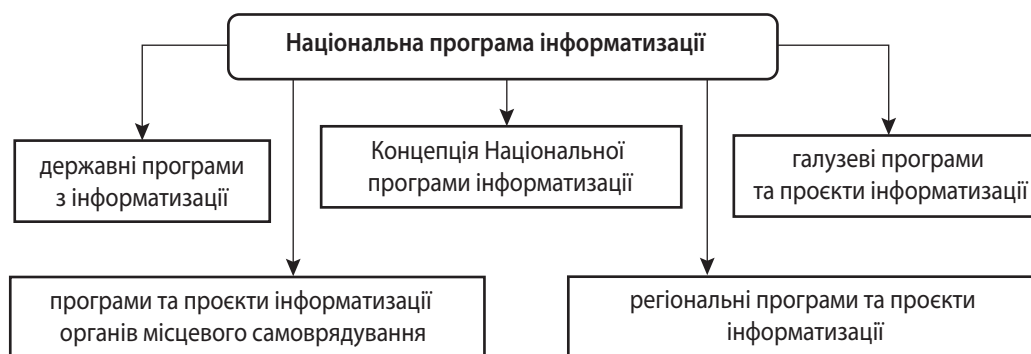 Національна програма інформатизації
державні програми
з інформатизації
Концепція Національної
програми інформатизації
галузеві програми
та проєкти інформатизації
програми та проєкти інформатизації
органів місцевого самоврядування
регіональні програми та проєкти
інформатизації